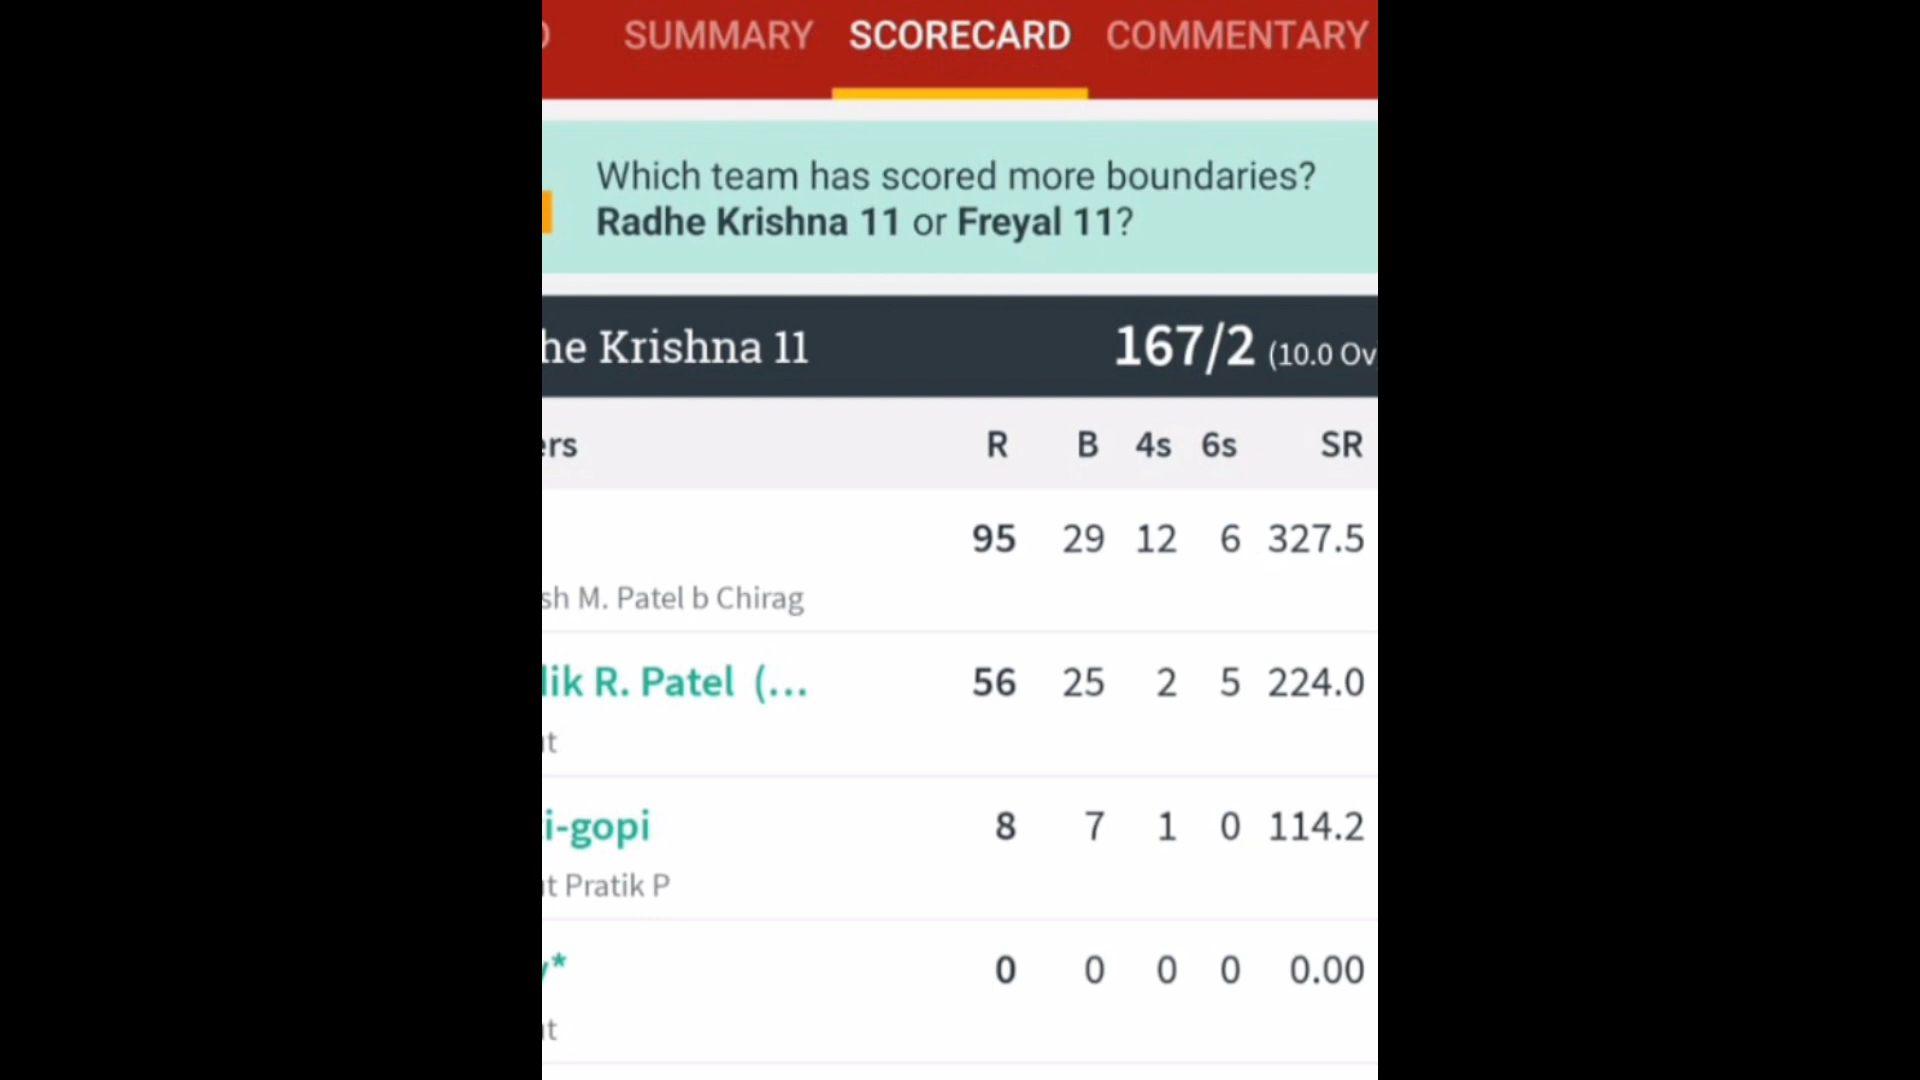 SUMMARY SCORECARD COMMENTARY
Which team has scored more boundaries?
Radhe Krishna 11 or Freyal 11?
he Krishna 11 167/2 (10.0 Ov
ers R B 4s 6s SR
95 29 12 6 327.5
sh M. Patel b Chirag
lik R. Patel (... 56 25 2 5 224.0
t
i-gopi 8 7 1 0 114.2
t Pratik P
y* 0 0 0 0 0.00
t